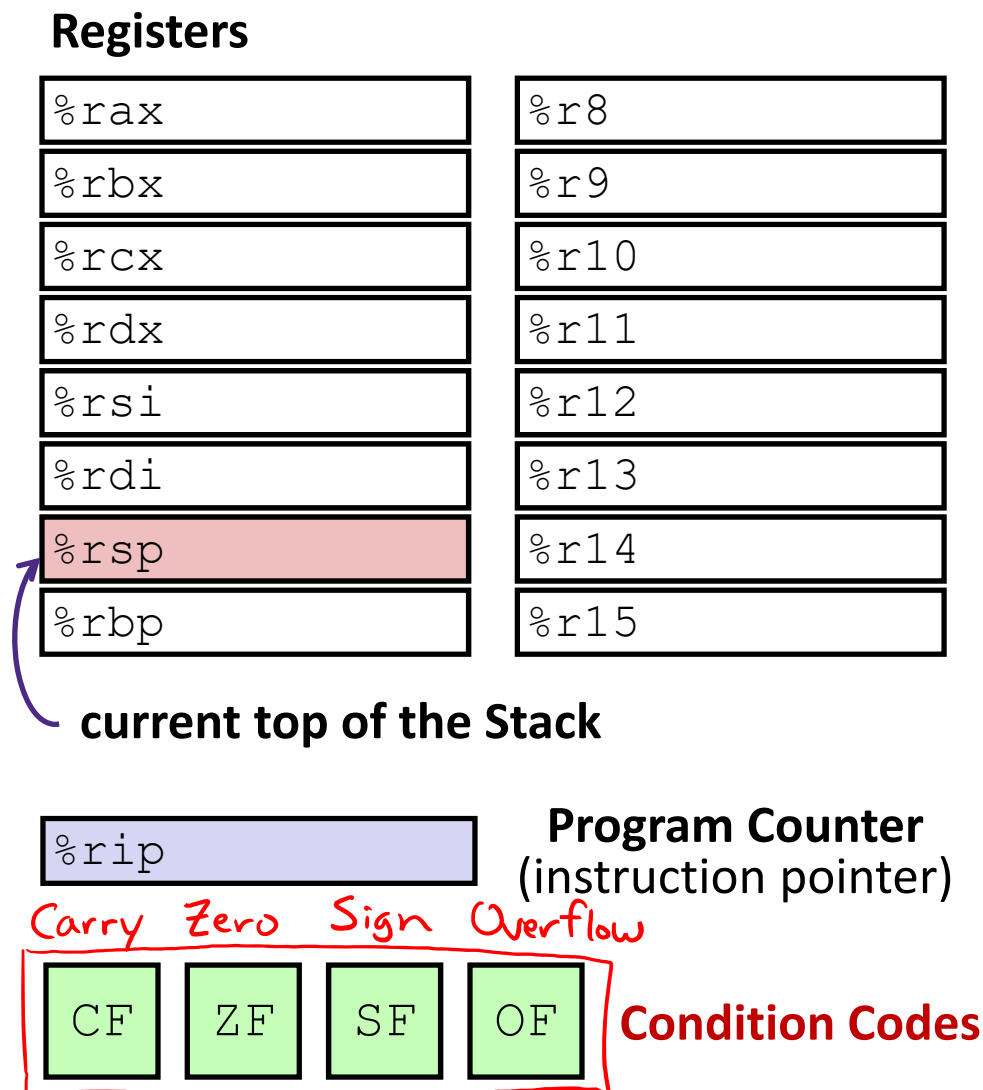 Registers
%rax
%rbx
%rcx
%rdx
%rsi
%rdi
%rsp
%rbp
%r8
%r9
%r10
%r11
%r12
%r13
%r14
%r15
current top of the Stack
%rip
Program Counter
(instruction pointer)
Carry Zero Sign Overflow
CF ZF SF OF
Condition Codes